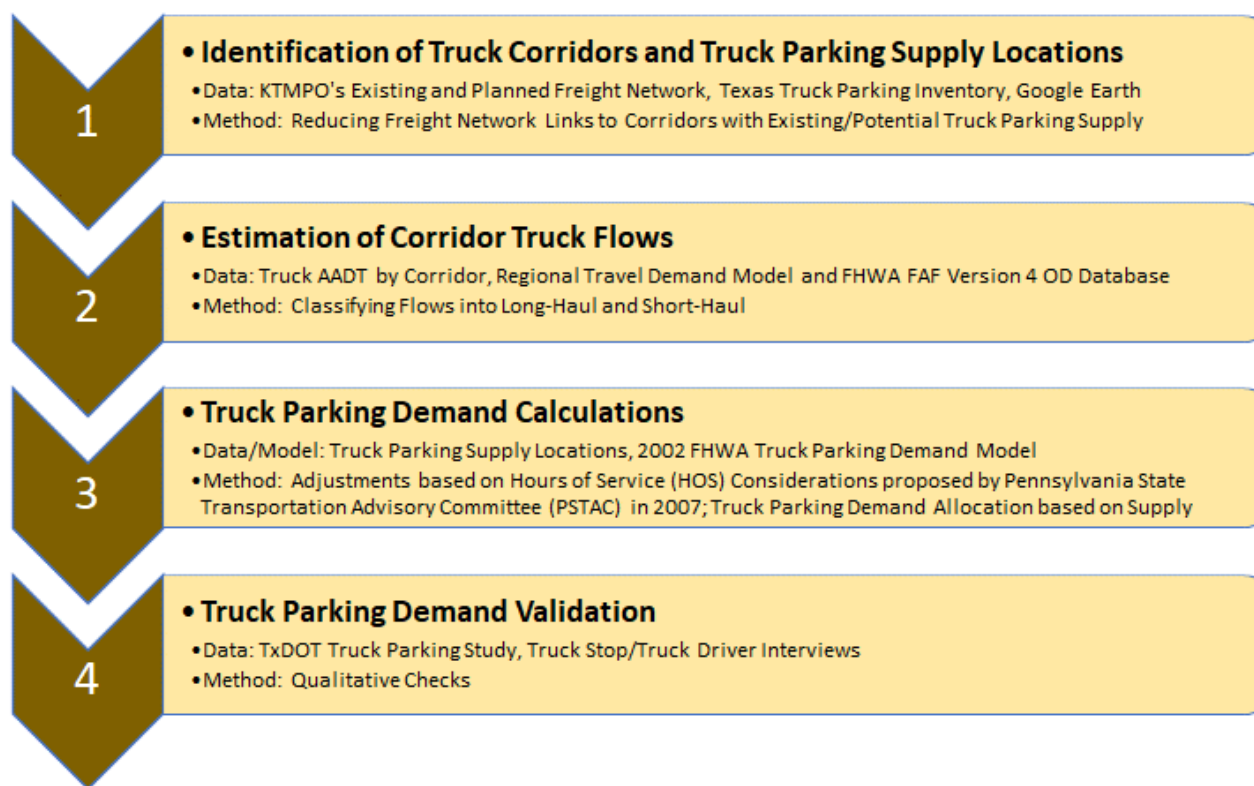 1
• Identification of Truck Corridors and Truck Parking Supply Locations
•Data: KTMPO's Existing and Planned Freight Network, Texas Truck Parking Inventory, Google Earth
•Method: Reducing Freight Network Links to Corridors with Existing/Potential Truck Parking Supply
2
• Estimation of Corridor Truck Flows
•Data: Truck AADT by Corridor, Regional Travel Demand Model and FHWA FAF Version 4 OD Database
•Method: Classifying Flows into Long-Haul and Short-Haul
3
• Truck Parking Demand Calculations
•Data/Model: Truck Parking Supply Locations, 2002 FHWA Truck Parking Demand Model
•Method: Adjustments based on Hours of Service (HOS) Considerations proposed by Pennsylvania State
Transportation Advisory Committee (PSTAC) in 2007; Truck Parking Demand Allocation based on Supply
4
• Truck Parking Demand Validation
•Data: TxDOT Truck Parking Study, Truck Stop/Truck Driver Interviews
•Method: Qualitative Checks